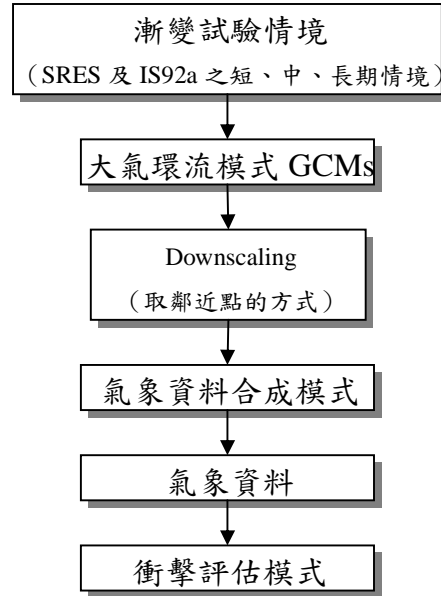 漸變試驗情境
（SRES 及 IS92a 之短、中、長期情境）
大氣環流模式 GCMs
Downscaling
（取鄰近點的方式）
氣象資料合成模式
氣象資料
衝擊評估模式